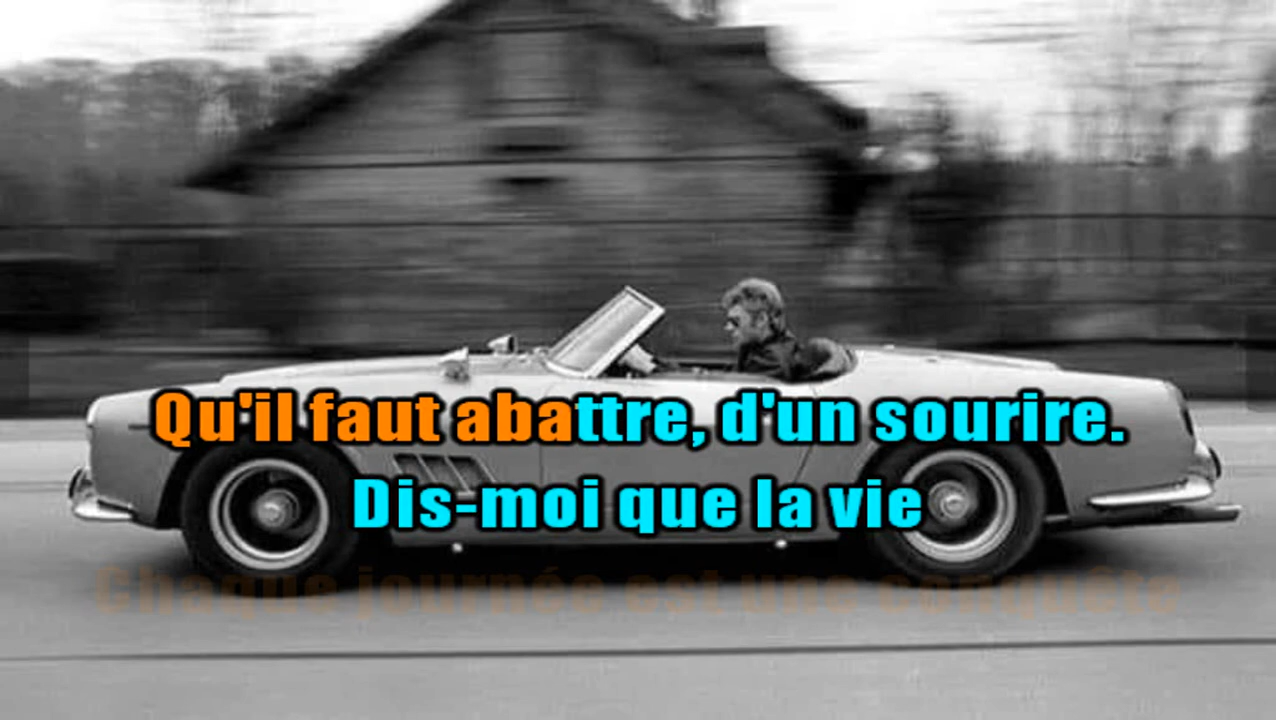 Qu'il faut abattre, d'un sourire.
Dis-moi que la vie
Chaque journée est une conquête